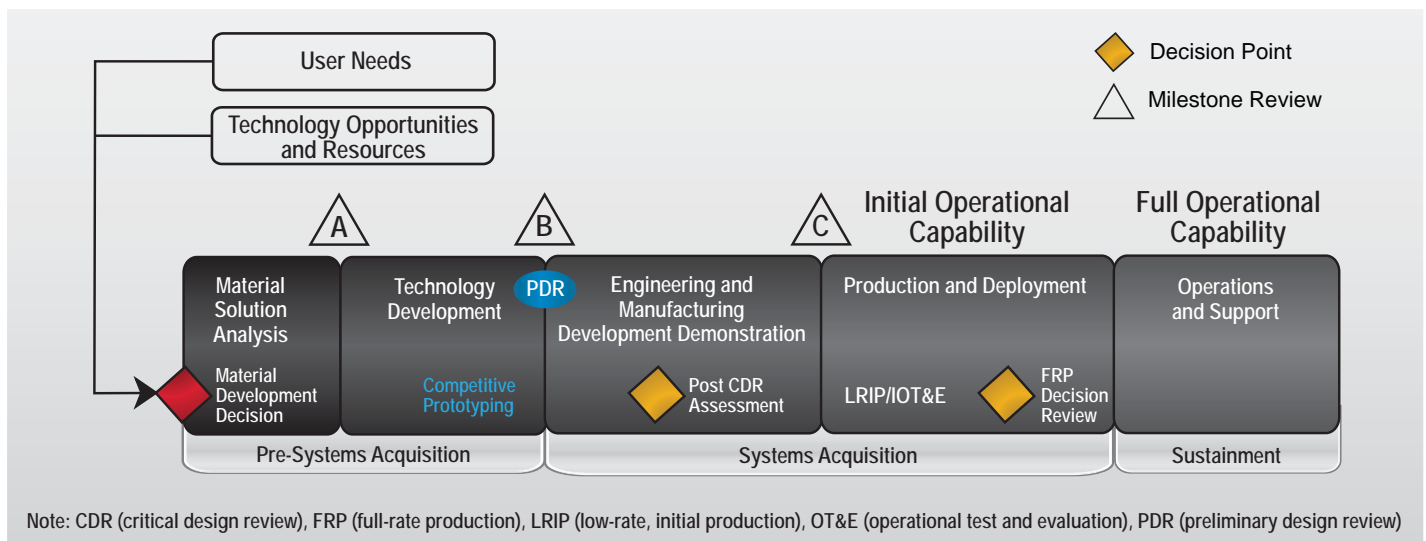 User Needs
Technology Opportunities
and Resources
Decision Point
Milestone Review
A
B
C
Initial Operational
Capability
Full Operational
Capability
Material
Solution
Analysis
Material
Development
Decision
Technology
Development
Competitive
Prototyping
PDR
Engineering and
Manufacturing
Development Demonstration
Post CDR
Assessment
Production and Deployment
LRIP/IOT&E
FRP
Decision
Review
Operations
and Support
Pre-Systems Acquisition
Systems Acquisition
Sustainment
Note: CDR (critical design review), FRP (full-rate production), LRIP (low-rate, initial production), OT&E (operational test and evaluation), PDR (preliminary design review)